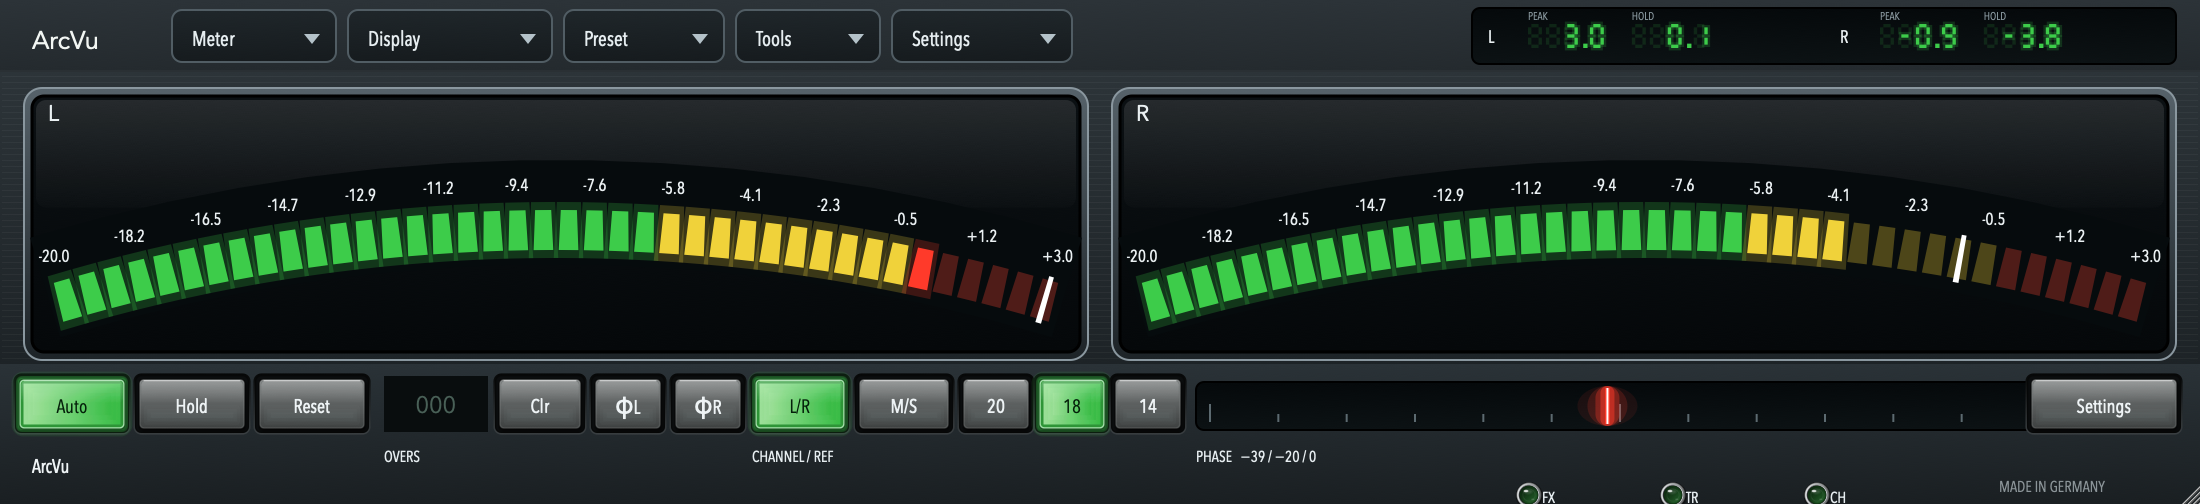 ArcVu Meter Display Preset Tools Settings
L PEAK 3.0 HOLD 0.1 R PEAK -0.9 HOLD -3.8
L
-20.0 -18.2 -16.5 -14.7 -12.9 -11.2 -9.4 -7.6 -5.8 -4.1 -2.3 -0.5 +1.2 +3.0
R
-20.0 -18.2 -16.5 -14.7 -12.9 -11.2 -9.4 -7.6 -5.8 -4.1 -2.3 -0.5 +1.2 +3.0
Auto Hold Reset 000 Clr ΦL ΦR L/R M/S 20 18 14 Settings
OVERS CHANNEL / REF PHASE −39 / −20 / 0
ArcVu
FX TR CH MADE IN GERMANY